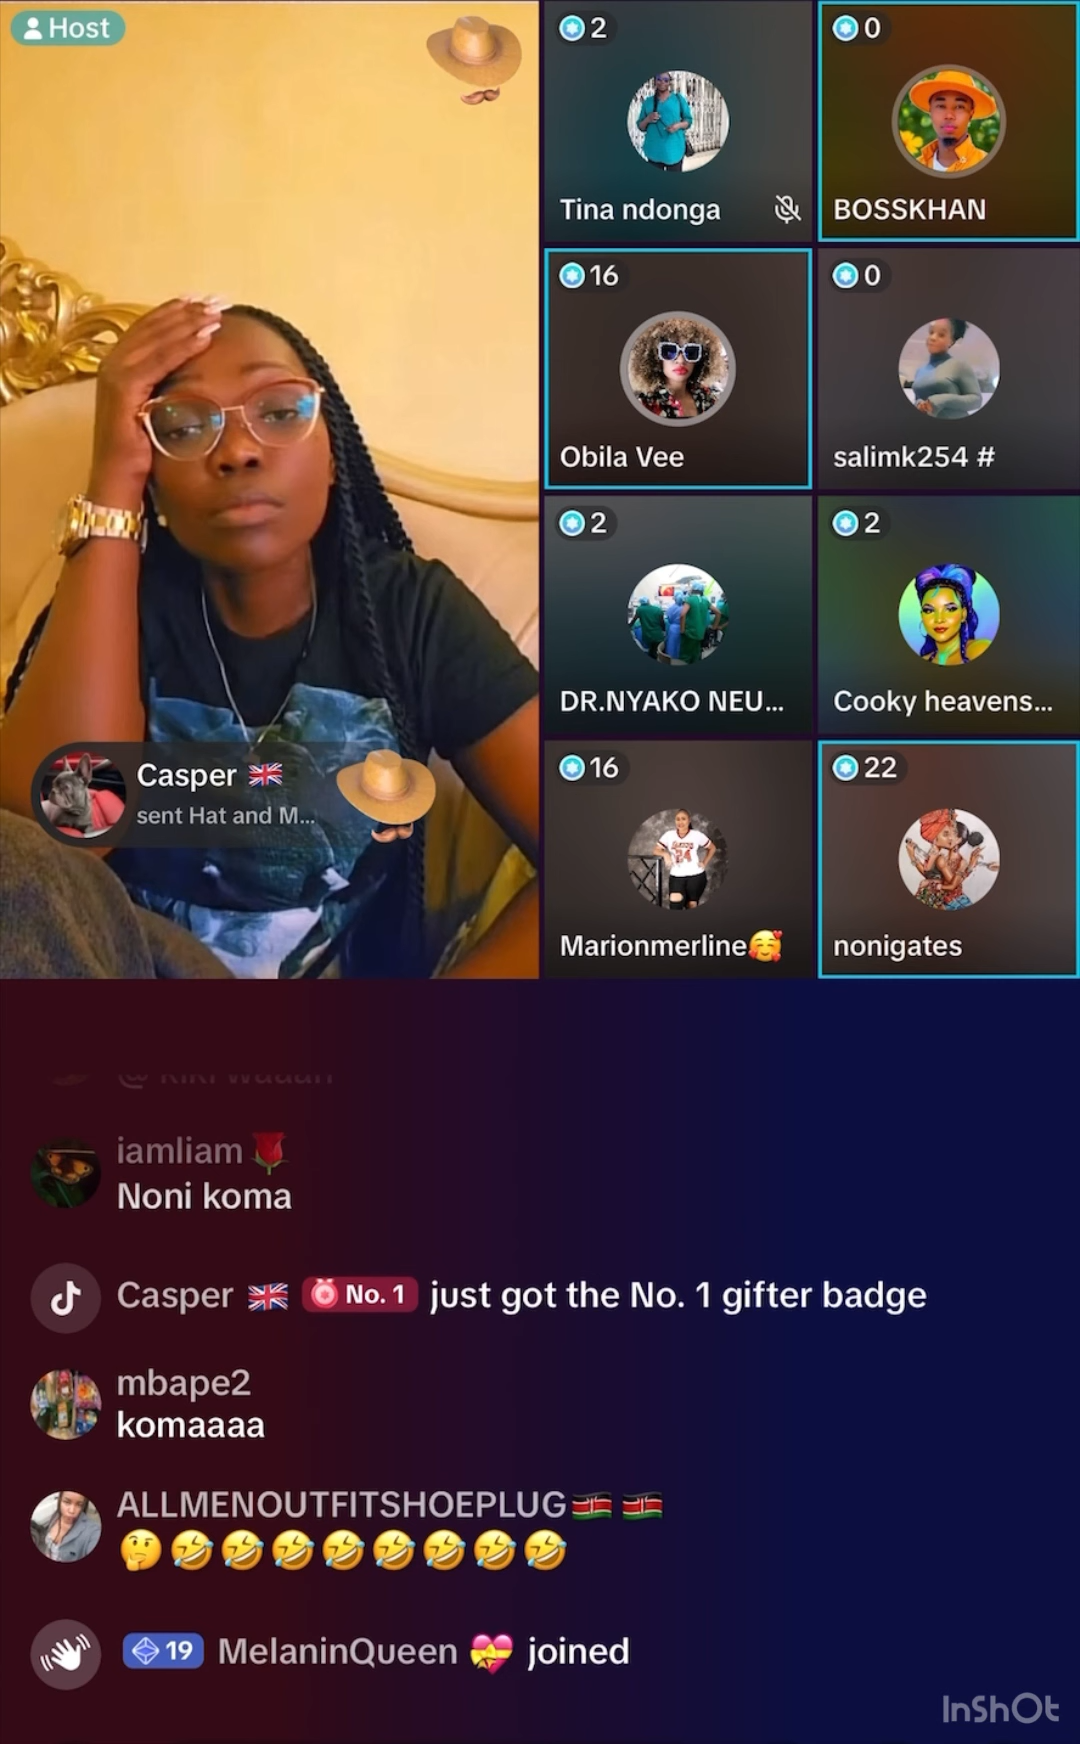 Host
2
Tina ndonga
0
BOSSKHAN
16
Obila Vee
0
salimk254 #
2
DR.NYAKO NEU...
2
Cooky heavens...
16
Marionmerline🥰
22
nonigates
Casper 🇬🇧
sent Hat and M...
iamliam🌹
Noni koma
Casper 🇬🇧 No. 1 just got the No. 1 gifter badge
mbape2
komaaaa
ALLMENOUTFITSHOEPLUG🇰🇪 🇰🇪
🤔🤣🤣🤣🤣🤣🤣🤣🤣
19 MelaninQueen 💝 joined
InShOt